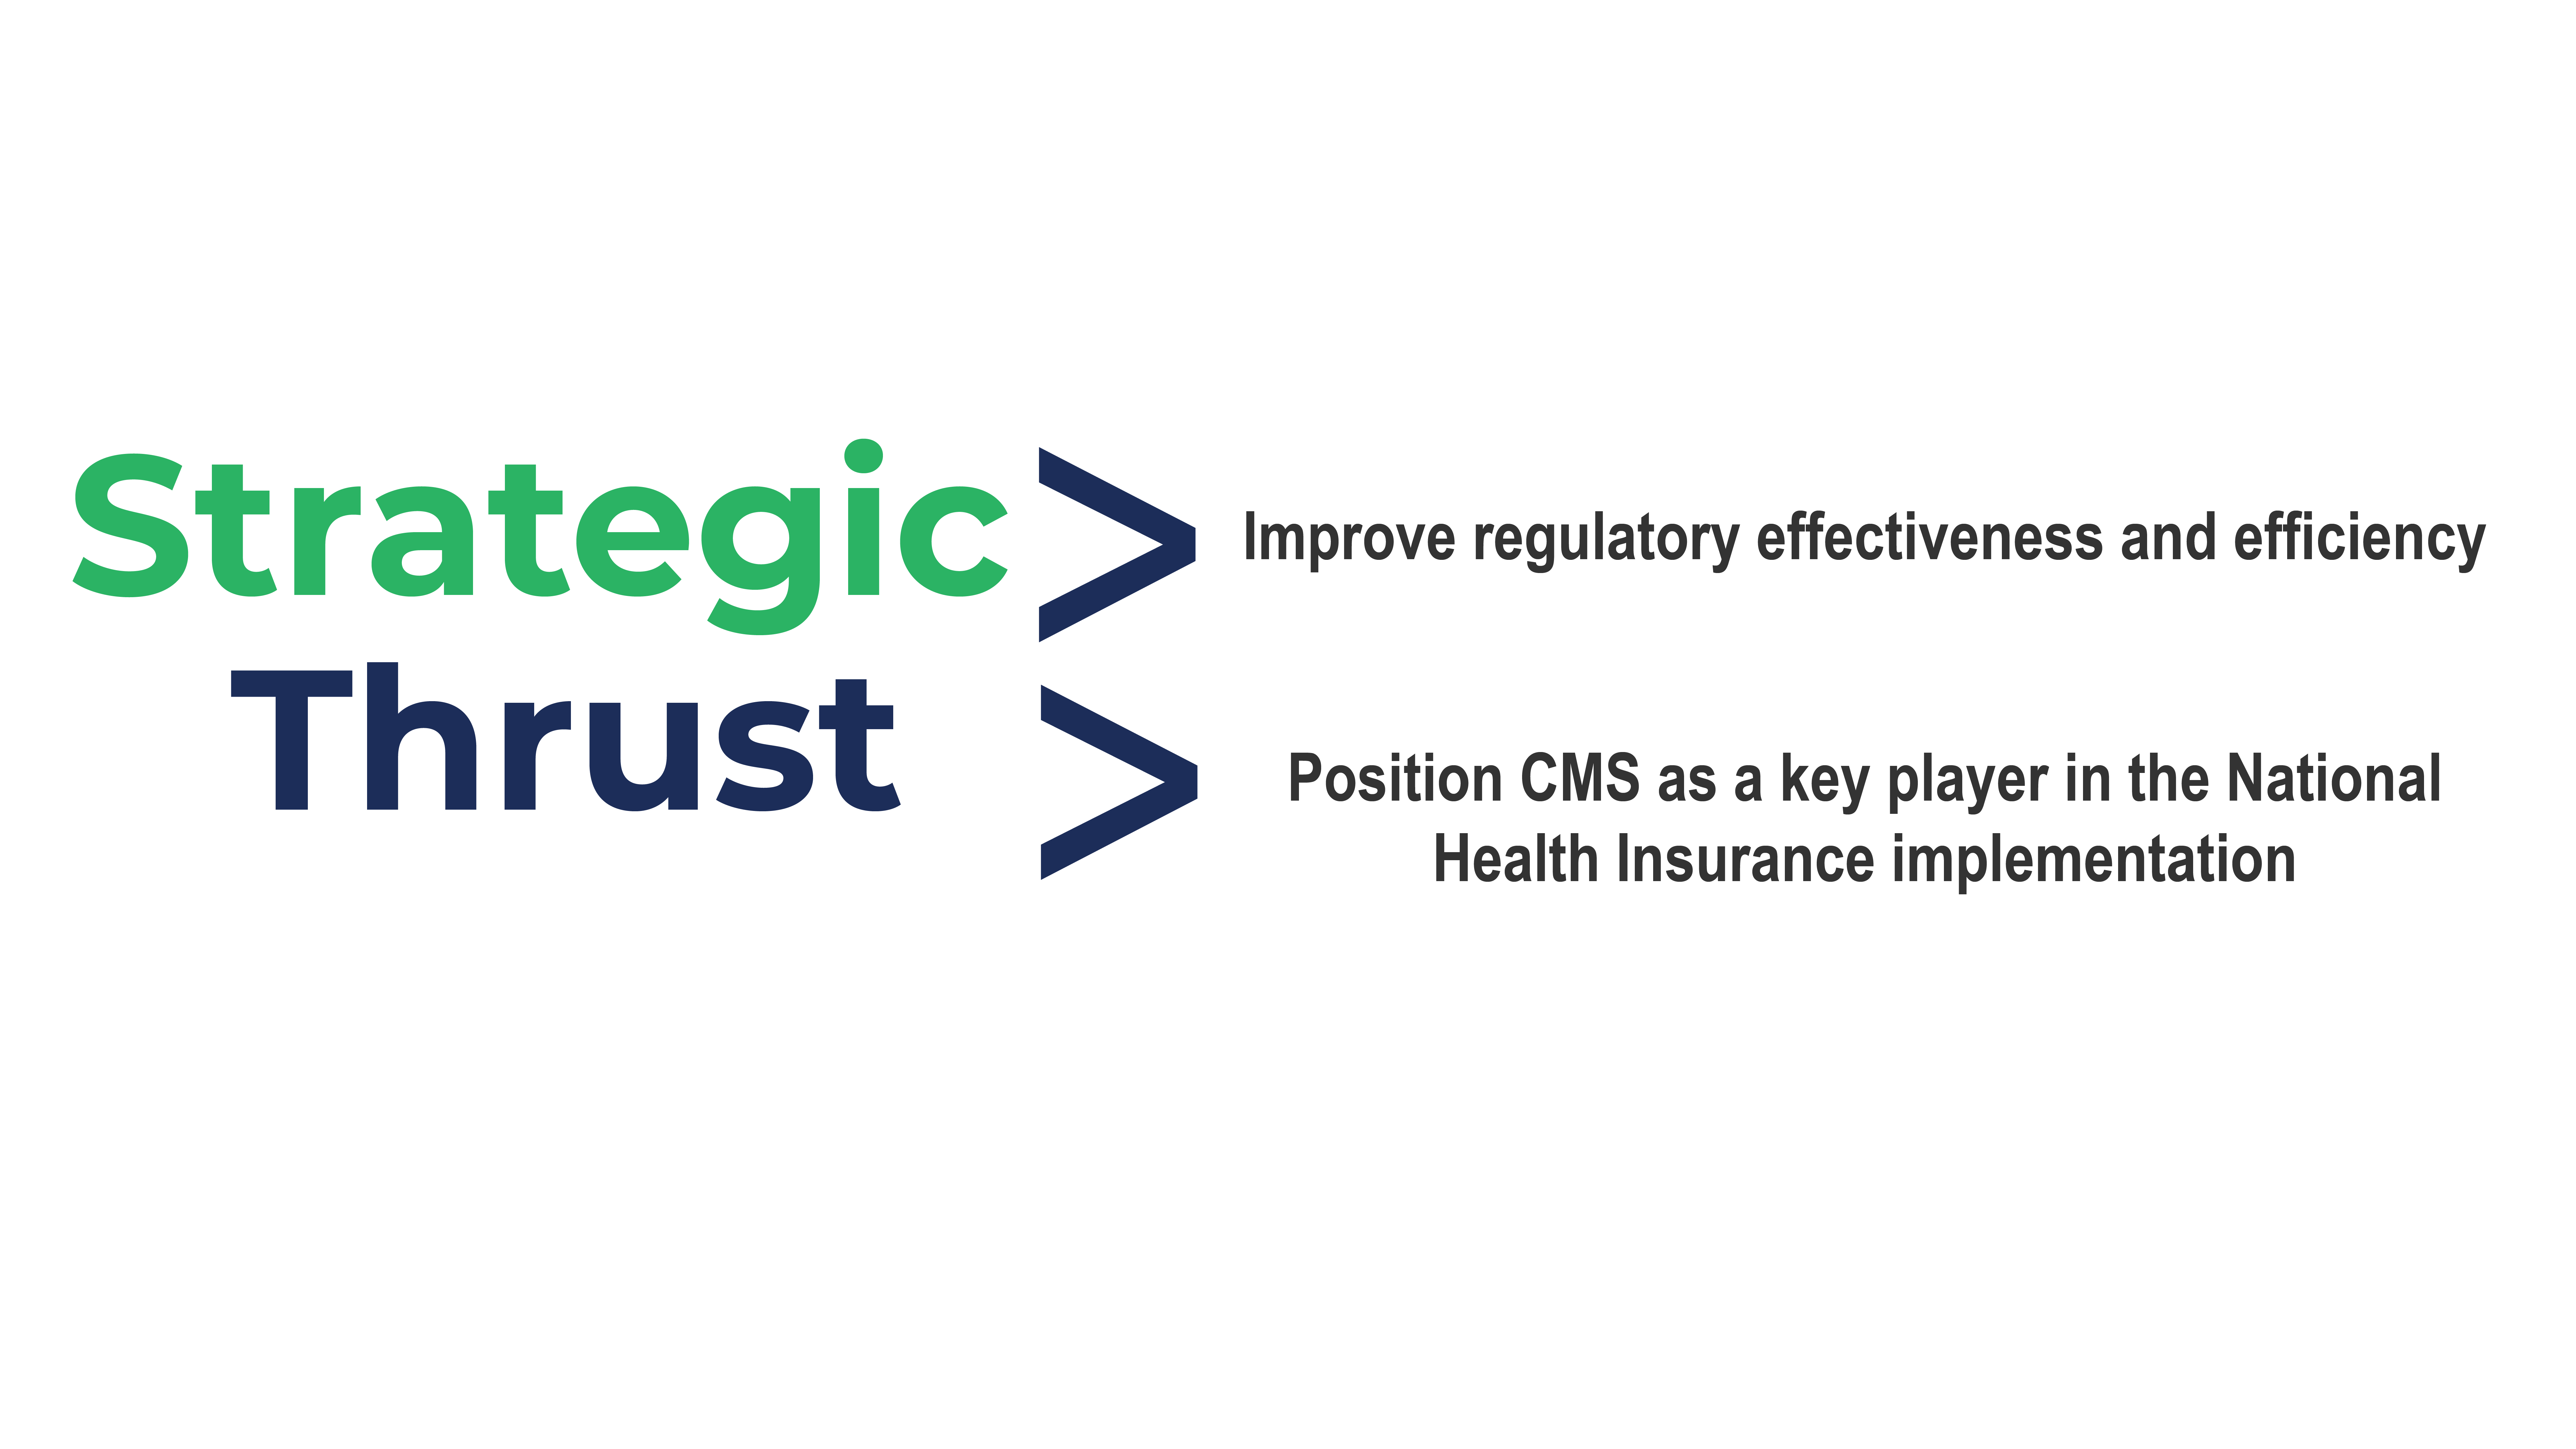 Strategic
Thrust
> Improve regulatory effectiveness and efficiency
> Position CMS as a key player in the National
Health Insurance implementation